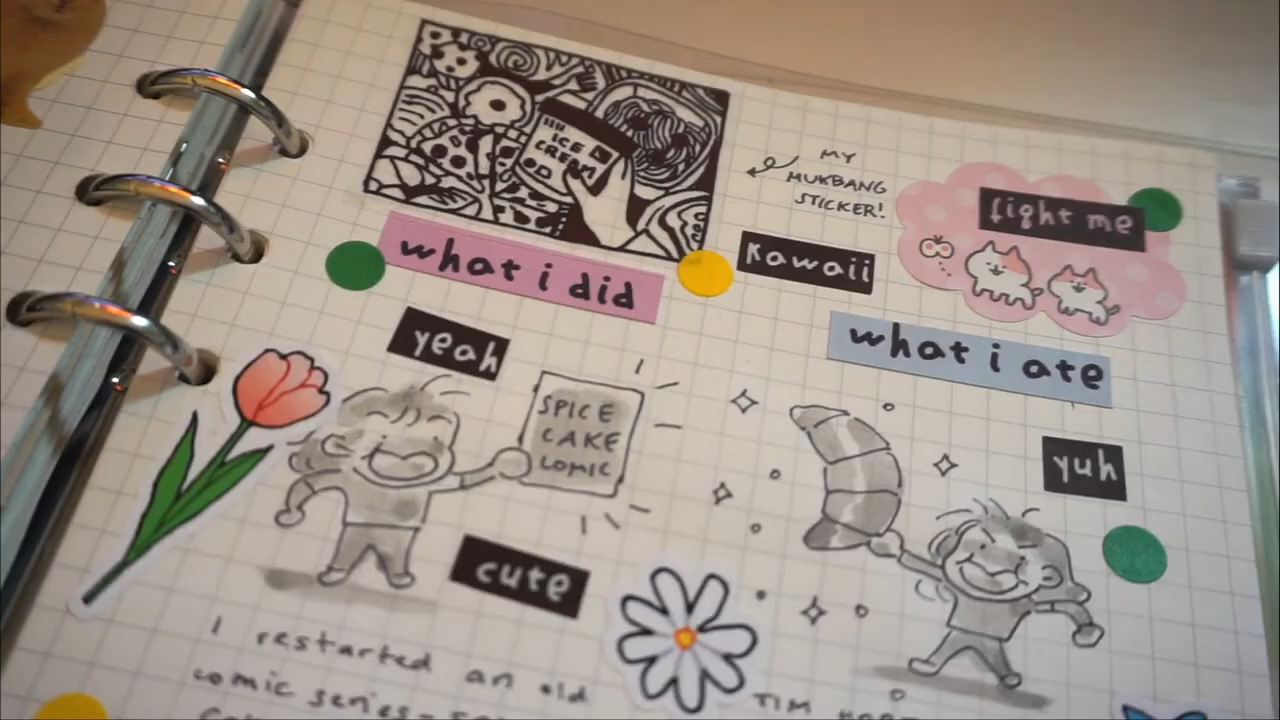 ICE
CREAM
MY
MUKBANG
STICKER!
fight me
kawaii
what i did
what i ate
yeah
SPICE
CAKE
COMIC
yuh
cute
I restarted an old
comic series-
TIM